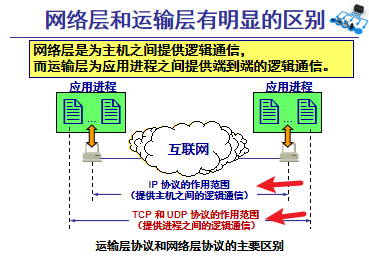 网络层和运输层有明显的区别
网络层是为主机之间提供逻辑通信，
而运输层为应用进程之间提供端到端的逻辑通信。
应用进程
应用进程
…
…
互联网
IP 协议的作用范围
（提供主机之间的逻辑通信）
TCP 和 UDP 协议的作用范围
（提供进程之间的逻辑通信）
运输层协议和网络层协议的主要区别